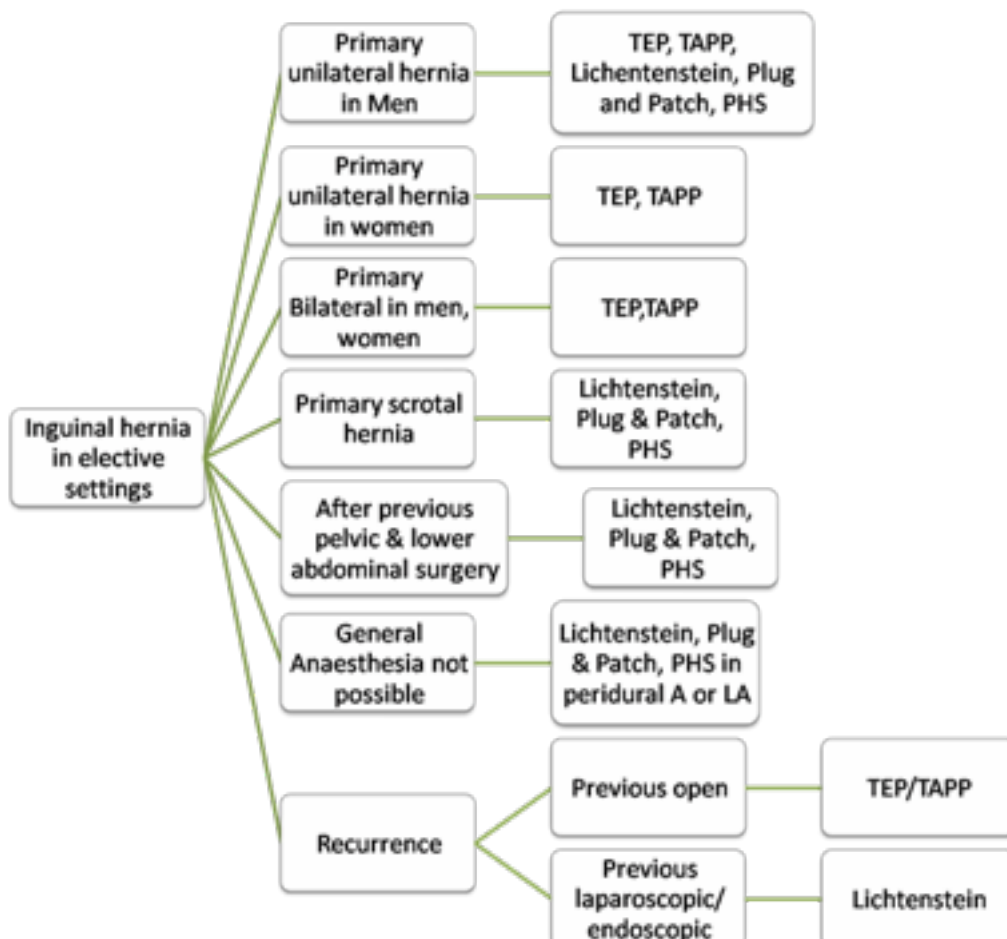 Primary
unilateral hernia
in Men
TEP, TAPP,
Lichentenstein, Plug
and Patch, PHS
Primary
unilateral hernia
in women
TEP, TAPP
Primary
Bilateral in men,
women
TEP,TAPP
Inguinal hernia
in elective
settings
Primary scrotal
hernia
Lichtenstein,
Plug & Patch,
PHS
After previous
pelvic & lower
abdominal surgery
Lichtenstein,
Plug & Patch,
PHS
General
Anaesthesia not
possible
Lichtenstein, Plug
& Patch, PHS in
peridural A or LA
Recurrence
Previous open
TEP/TAPP
Previous
laparoscopic/
endoscopic
Lichtenstein